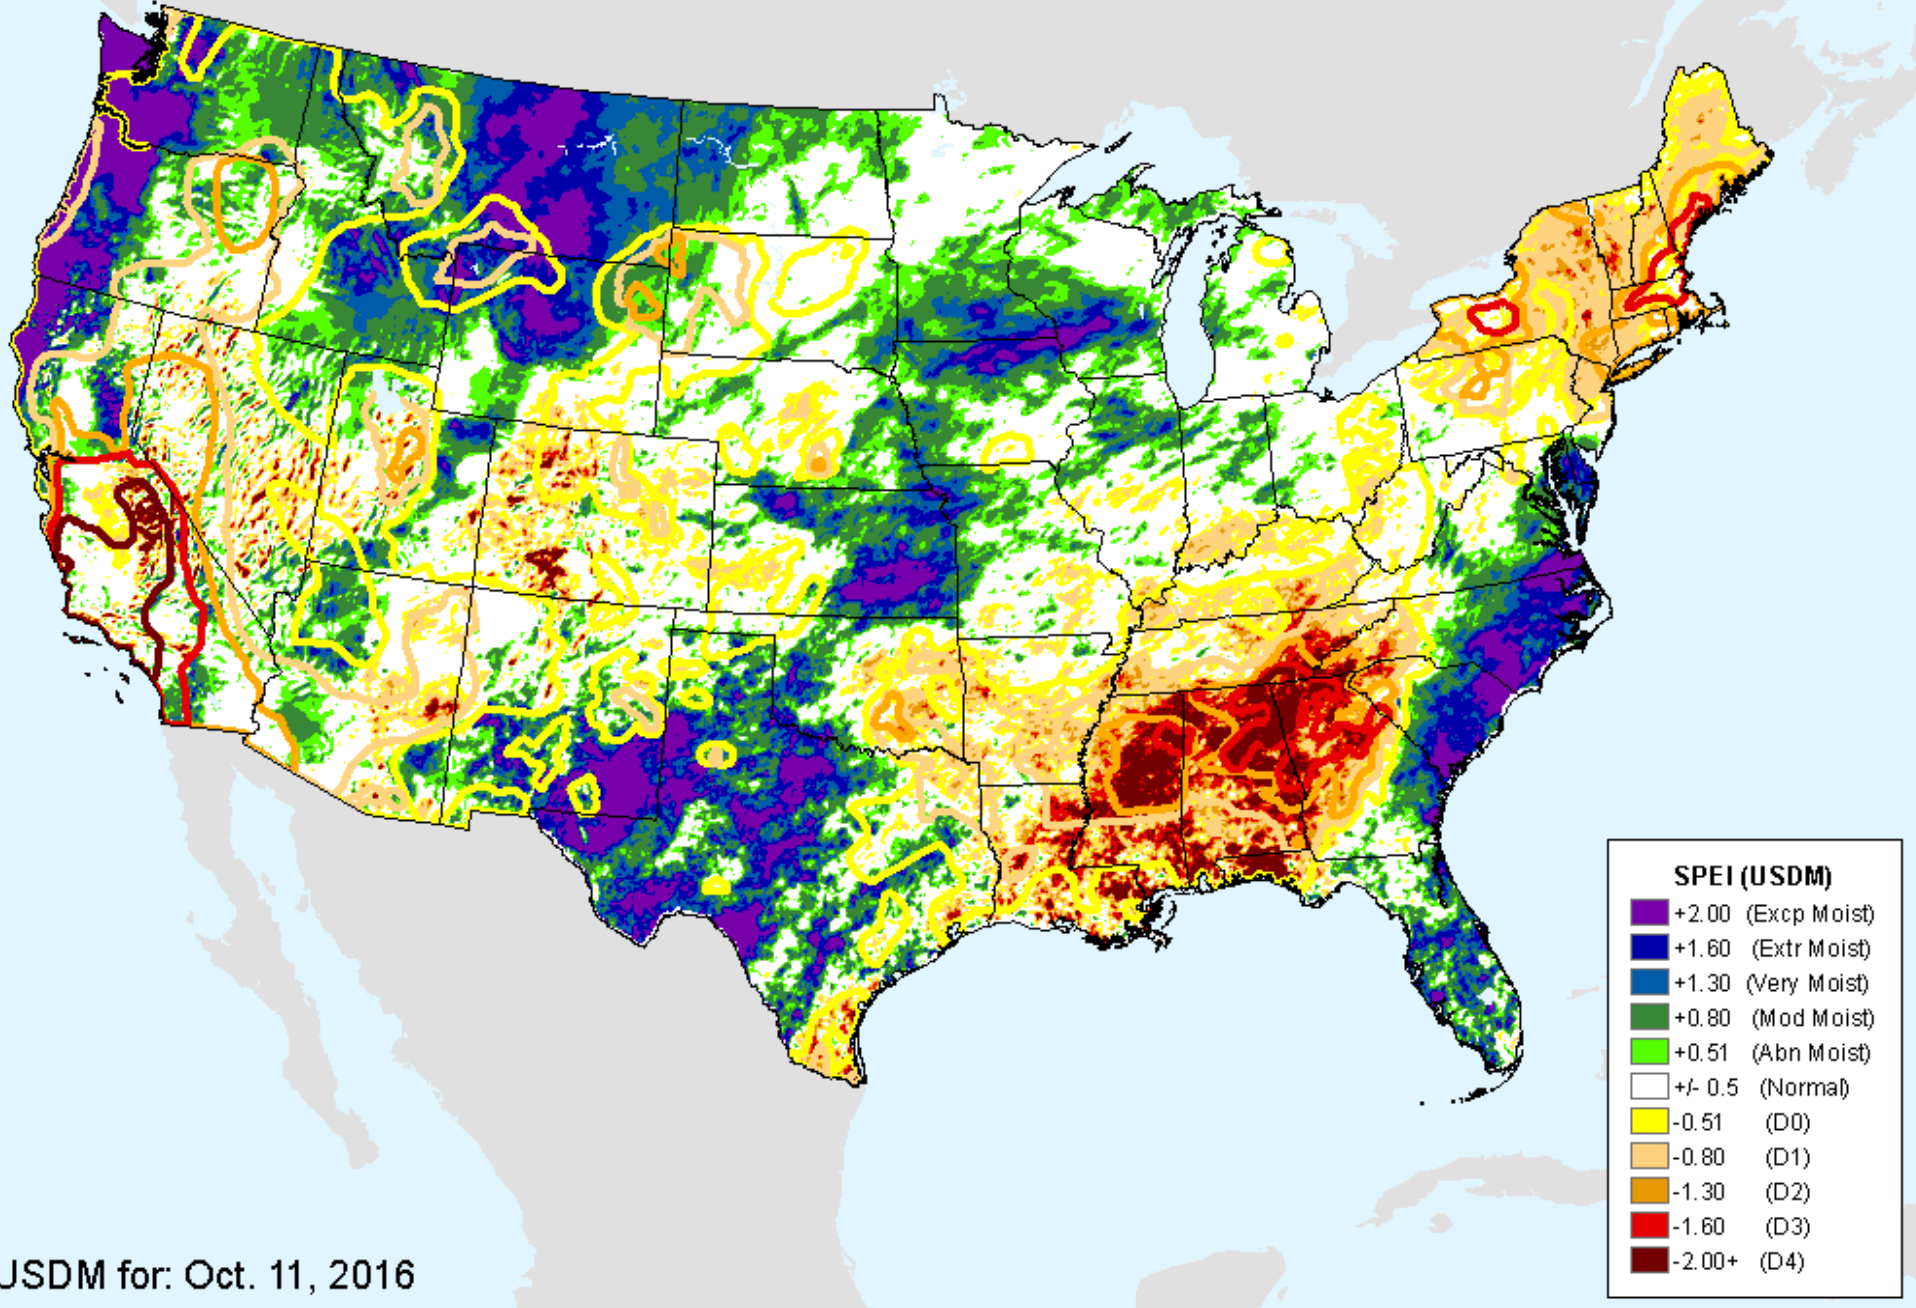 SPEI (USDM)
+2.00 (Excp Moist)
+1.60 (Extr Moist)
+1.30 (Very Moist)
+0.80 (Mod Moist)
+0.51 (Abn Moist)
+/- 0.5 (Normal)
-0.51 (D0)
-0.80 (D1)
-1.30 (D2)
-1.60 (D3)
-2.00+ (D4)
USDM for: Oct. 11, 2016